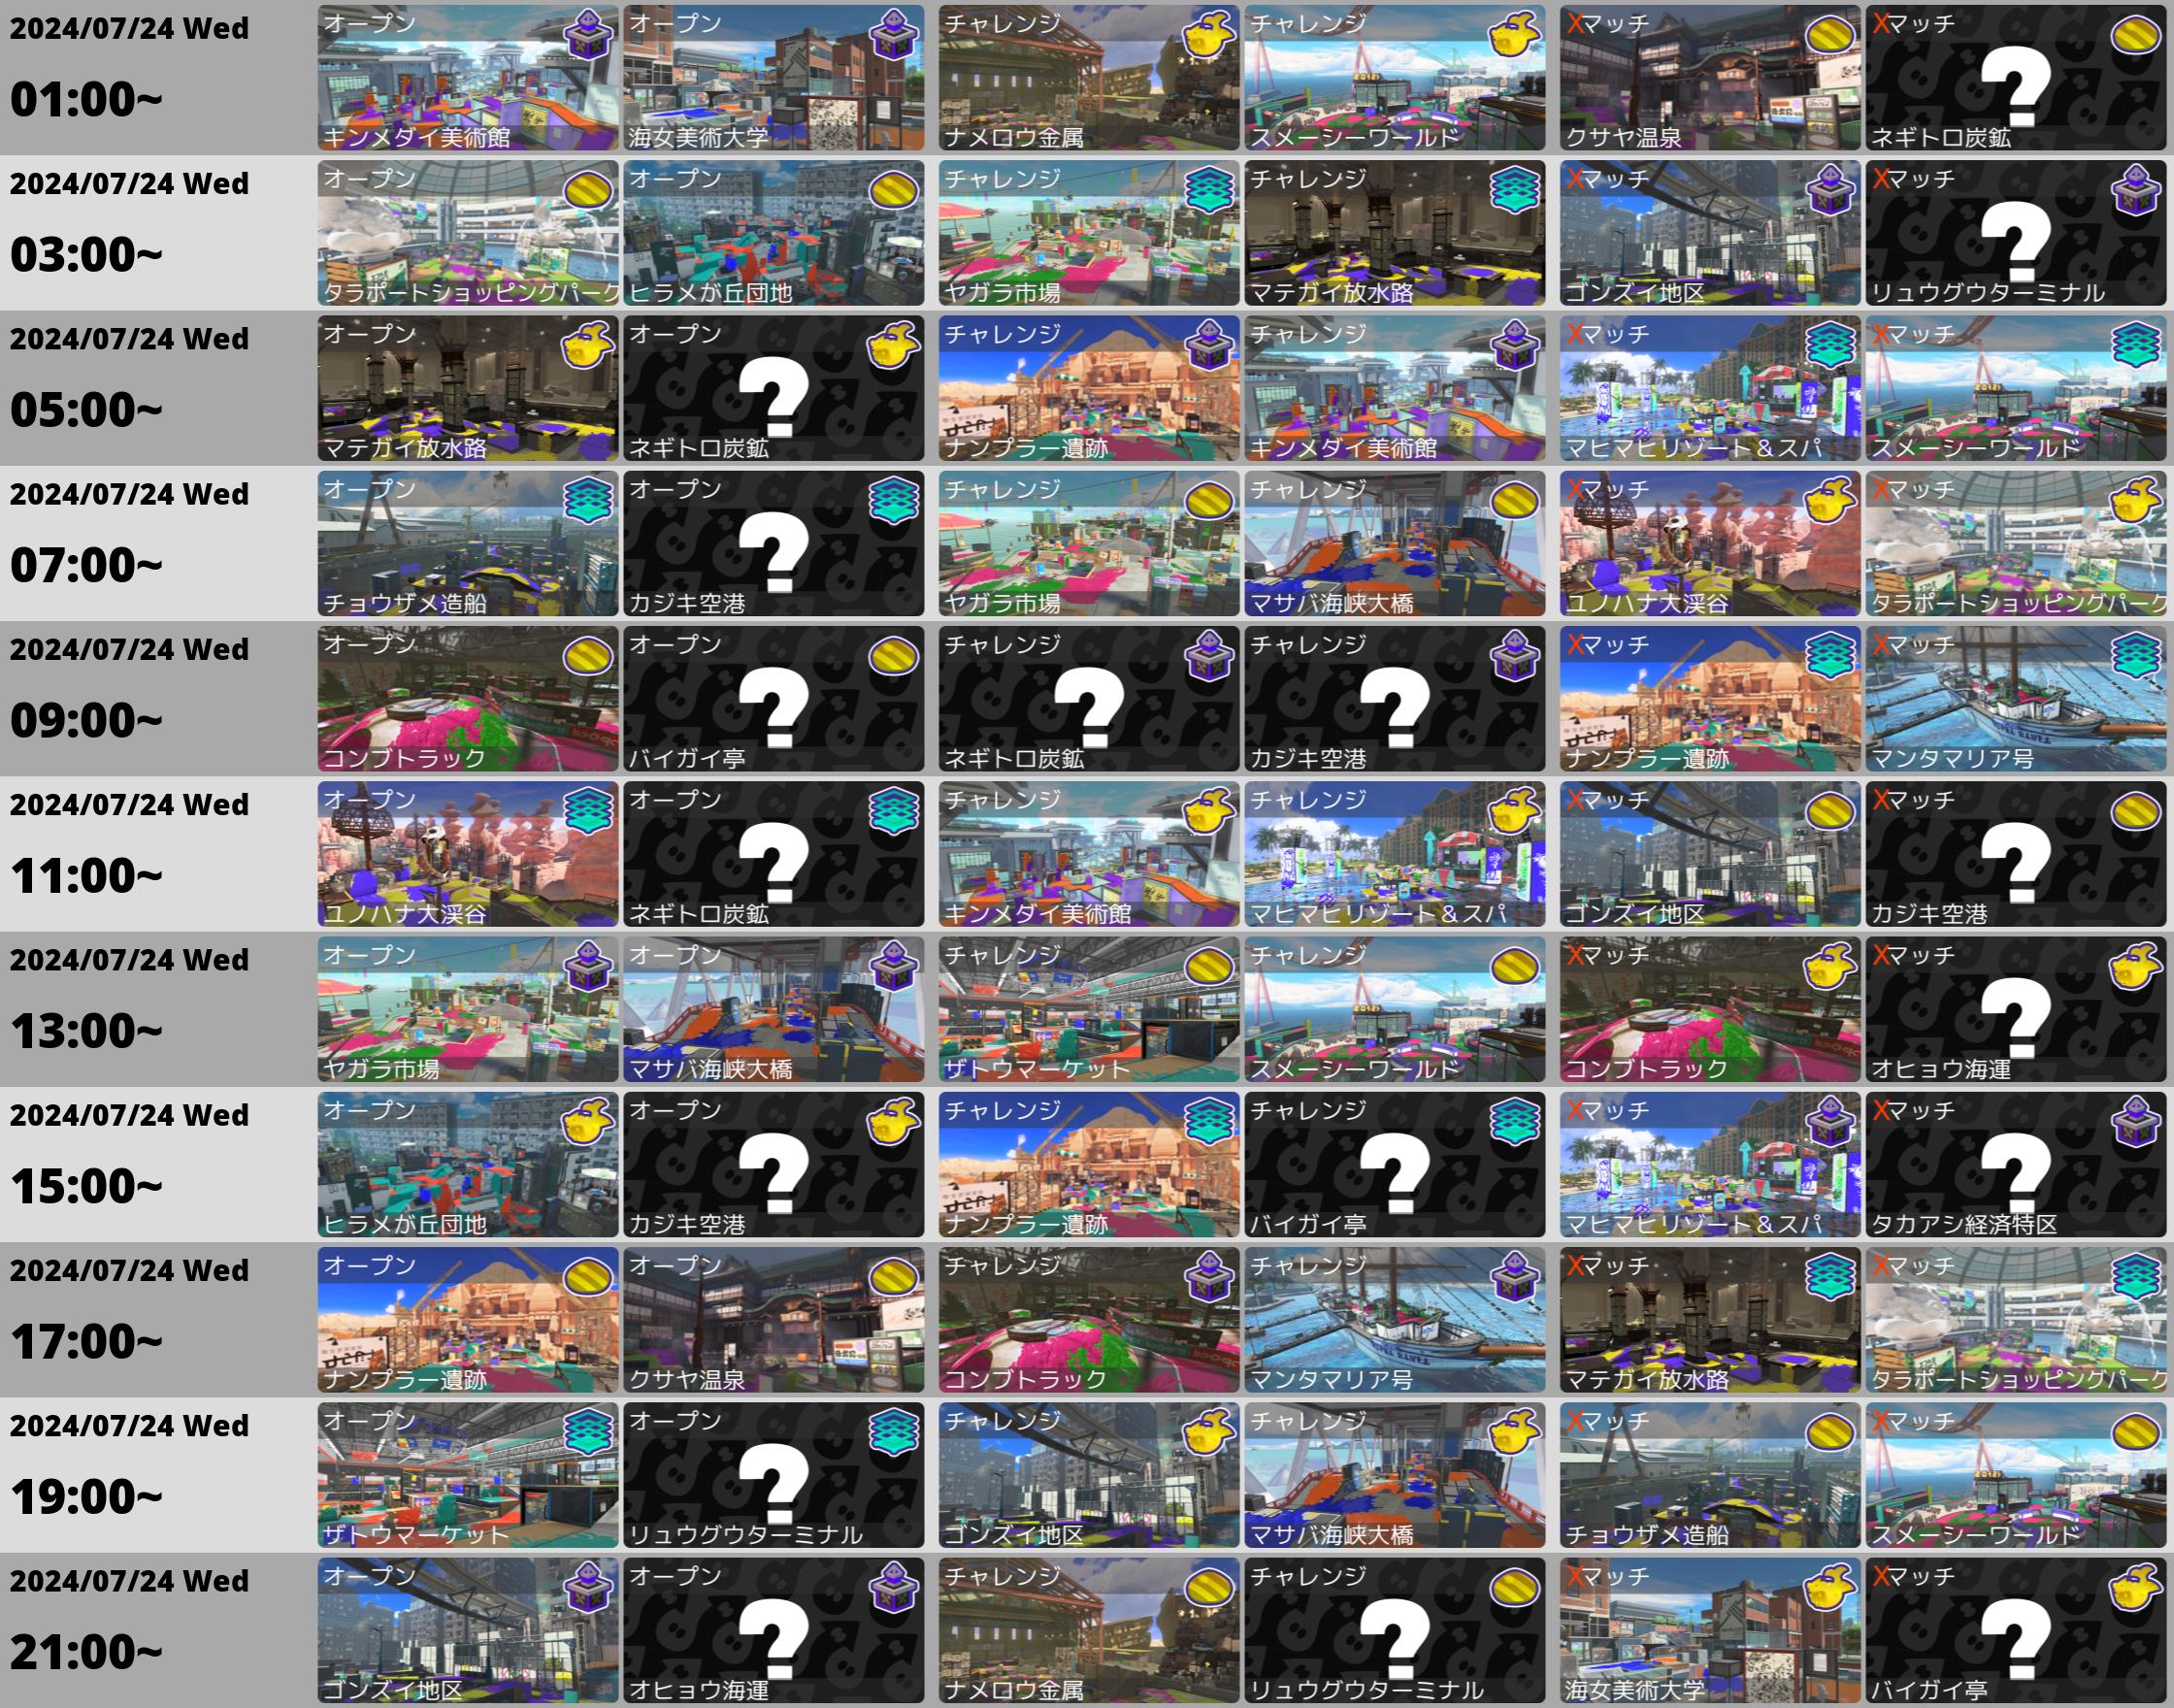 2024/07/24 Wed
01:00~
オープン
キンメダイ美術館
オープン
海女美術大学
チャレンジ
ナメロウ金属
チャレンジ
スメーシーワールド
Xマッチ
クサヤ温泉
Xマッチ
ネギトロ炭鉱
2024/07/24 Wed
03:00~
オープン
タラポートショッピングパーク
オープン
ヒラメが丘団地
チャレンジ
ヤガラ市場
チャレンジ
マテガイ放水路
Xマッチ
ゴンズイ地区
Xマッチ
リュウグウターミナル
2024/07/24 Wed
05:00~
オープン
マテガイ放水路
オープン
ネギトロ炭鉱
チャレンジ
ナンプラー遺跡
チャレンジ
キンメダイ美術館
Xマッチ
マヒマヒリゾート＆スパ
Xマッチ
スメーシーワールド
2024/07/24 Wed
07:00~
オープン
チョウザメ造船
オープン
カジキ空港
チャレンジ
ヤガラ市場
チャレンジ
マサバ海峡大橋
Xマッチ
ユノハナ大渓谷
Xマッチ
タラポートショッピングパーク
2024/07/24 Wed
09:00~
オープン
コンブトラック
オープン
バイガイ亭
チャレンジ
ネギトロ炭鉱
チャレンジ
カジキ空港
Xマッチ
ナンプラー遺跡
Xマッチ
マンタマリア号
2024/07/24 Wed
11:00~
オープン
ユノハナ大渓谷
オープン
ネギトロ炭鉱
チャレンジ
キンメダイ美術館
チャレンジ
マヒマヒリゾート＆スパ
Xマッチ
ゴンズイ地区
Xマッチ
カジキ空港
2024/07/24 Wed
13:00~
オープン
ヤガラ市場
オープン
マサバ海峡大橋
チャレンジ
ザトウマーケット
チャレンジ
スメーシーワールド
Xマッチ
コンブトラック
Xマッチ
オヒョウ海運
2024/07/24 Wed
15:00~
オープン
ヒラメが丘団地
オープン
カジキ空港
チャレンジ
ナンプラー遺跡
チャレンジ
バイガイ亭
Xマッチ
マヒマヒリゾート＆スパ
Xマッチ
タカアシ経済特区
2024/07/24 Wed
17:00~
オープン
ナンプラー遺跡
オープン
クサヤ温泉
チャレンジ
コンブトラック
チャレンジ
マンタマリア号
Xマッチ
マテガイ放水路
Xマッチ
タラポートショッピングパーク
2024/07/24 Wed
19:00~
オープン
ザトウマーケット
オープン
リュウグウターミナル
チャレンジ
ゴンズイ地区
チャレンジ
マサバ海峡大橋
Xマッチ
チョウザメ造船
Xマッチ
スメーシーワールド
2024/07/24 Wed
21:00~
オープン
ゴンズイ地区
オープン
オヒョウ海運
チャレンジ
ナメロウ金属
チャレンジ
リュウグウターミナル
Xマッチ
海女美術大学
Xマッチ
バイガイ亭